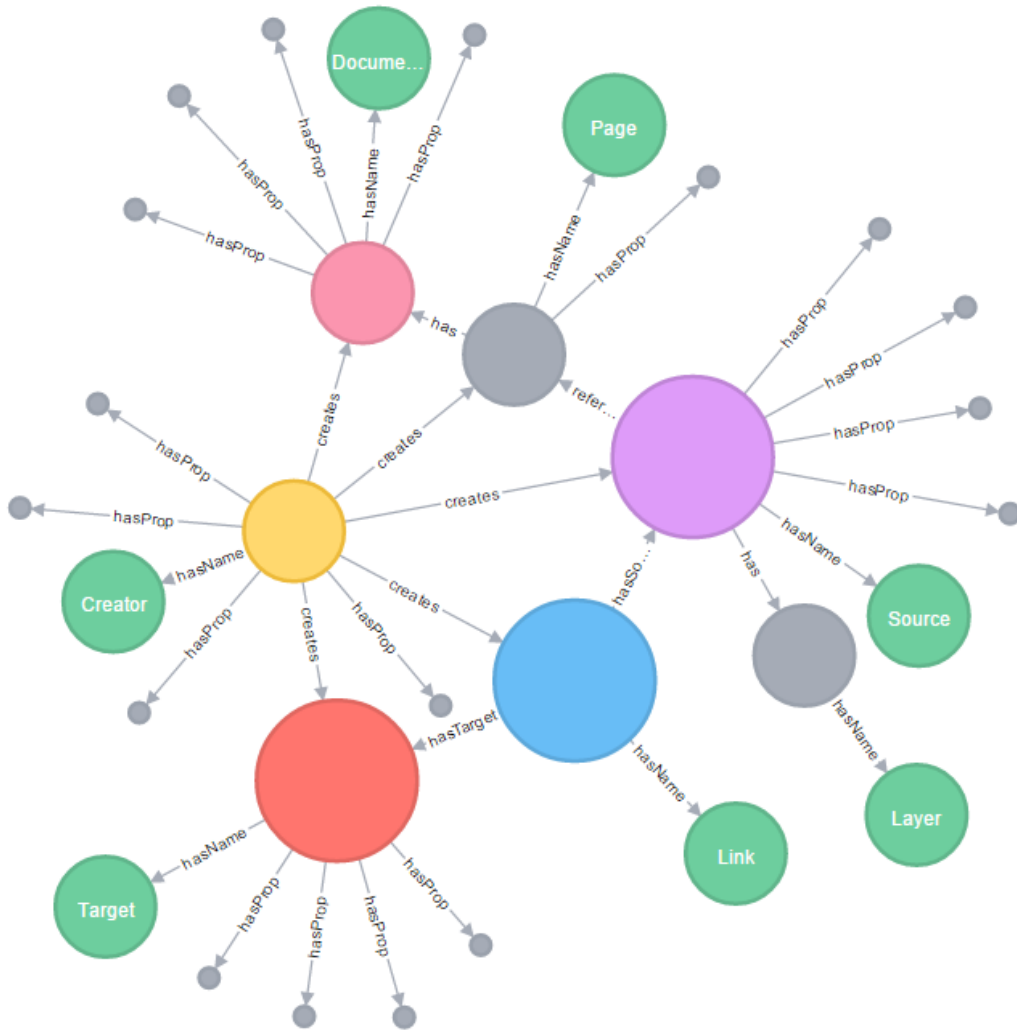 Docume...
Page
hasProp
hasProp
hasProp
hasName
hasProp
hasProp
hasName
hasProp
has
refer...
hasProp
hasProp
hasProp
hasProp
creates
creates
creates
hasProp
hasProp
hasName
Creator
hasProp
creates
hasProp
creates
hasSo...
has
hasName
Source
hasTarget
hasName
hasName
Layer
Link
hasName
Target
hasProp
hasProp
hasProp
hasProp